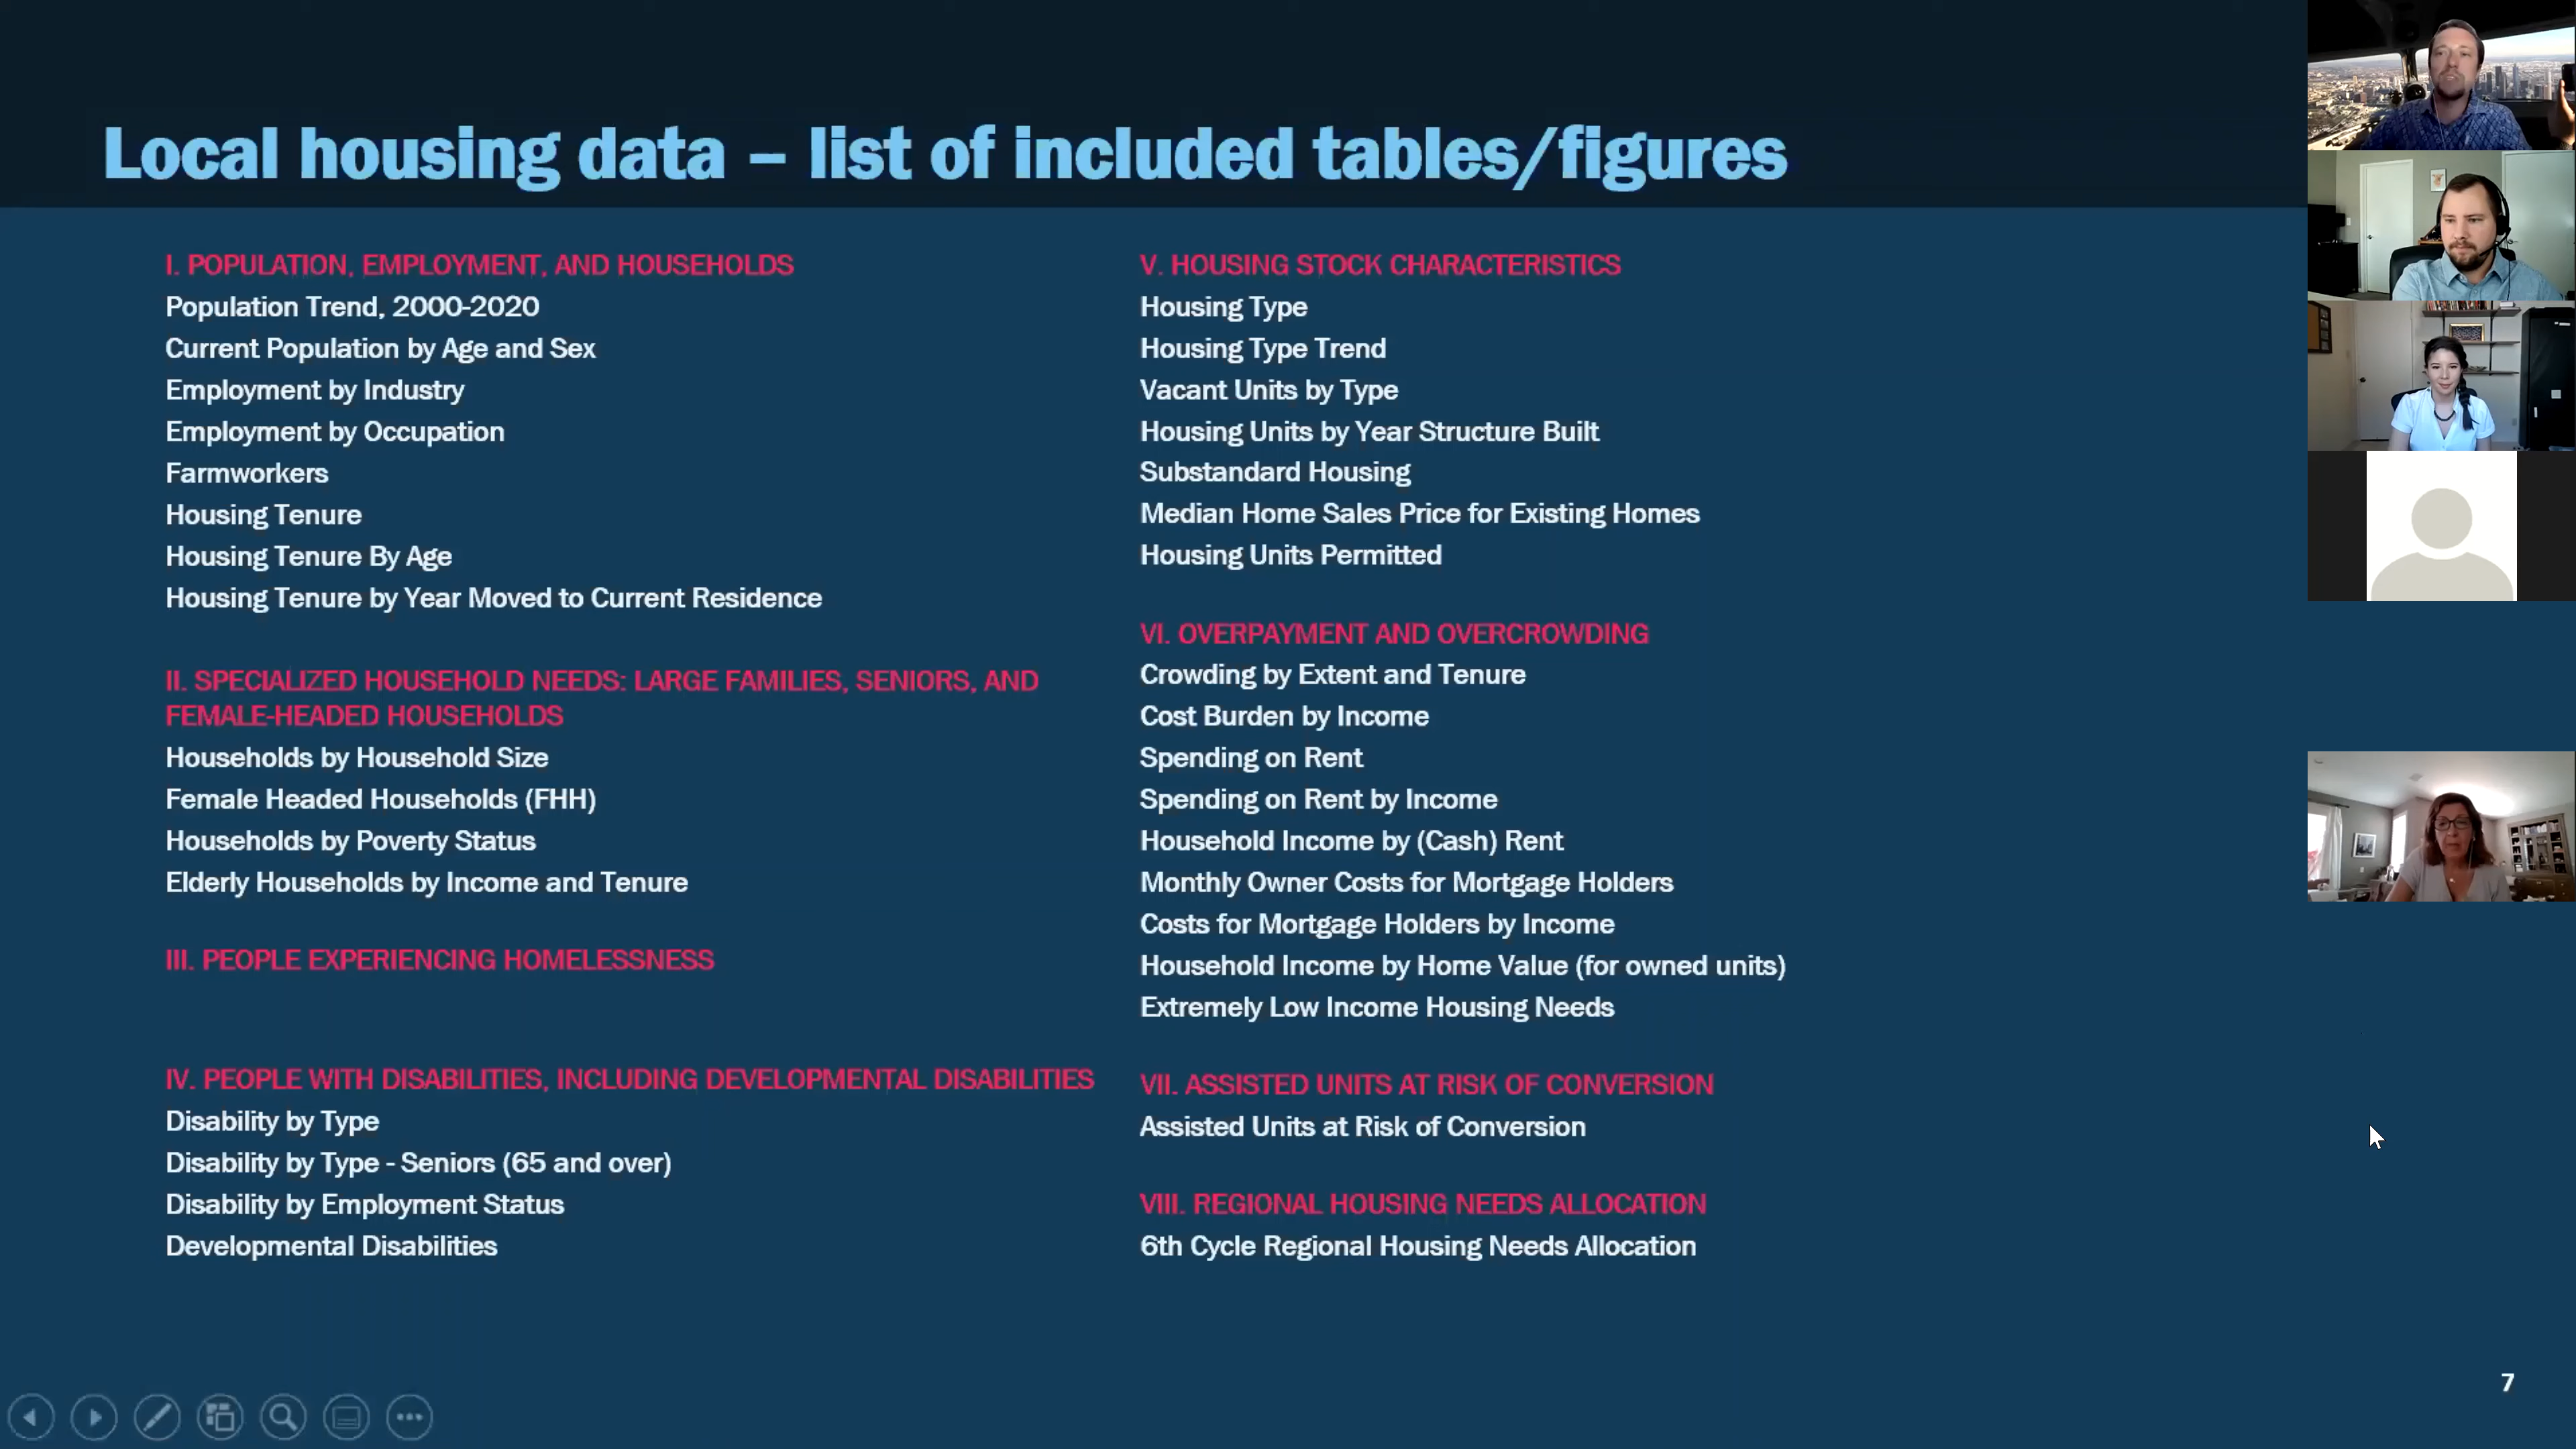 Local housing data – list of included tables/figures
I. POPULATION, EMPLOYMENT, AND HOUSEHOLDS
Population Trend, 2000-2020
Current Population by Age and Sex
Employment by Industry
Employment by Occupation
Farmworkers
Housing Tenure
Housing Tenure By Age
Housing Tenure by Year Moved to Current Residence
II. SPECIALIZED HOUSEHOLD NEEDS: LARGE FAMILIES, SENIORS, AND
FEMALE-HEADED HOUSEHOLDS
Households by Household Size
Female Headed Households (FHH)
Households by Poverty Status
Elderly Households by Income and Tenure
III. PEOPLE EXPERIENCING HOMELESSNESS
IV. PEOPLE WITH DISABILITIES, INCLUDING DEVELOPMENTAL DISABILITIES
Disability by Type
Disability by Type - Seniors (65 and over)
Disability by Employment Status
Developmental Disabilities
V. HOUSING STOCK CHARACTERISTICS
Housing Type
Housing Type Trend
Vacant Units by Type
Housing Units by Year Structure Built
Substandard Housing
Median Home Sales Price for Existing Homes
Housing Units Permitted
VI. OVERPAYMENT AND OVERCROWDING
Crowding by Extent and Tenure
Cost Burden by Income
Spending on Rent
Spending on Rent by Income
Household Income by (Cash) Rent
Monthly Owner Costs for Mortgage Holders
Costs for Mortgage Holders by Income
Household Income by Home Value (for owned units)
Extremely Low Income Housing Needs
VII. ASSISTED UNITS AT RISK OF CONVERSION
Assisted Units at Risk of Conversion
VIII. REGIONAL HOUSING NEEDS ALLOCATION
6th Cycle Regional Housing Needs Allocation
7